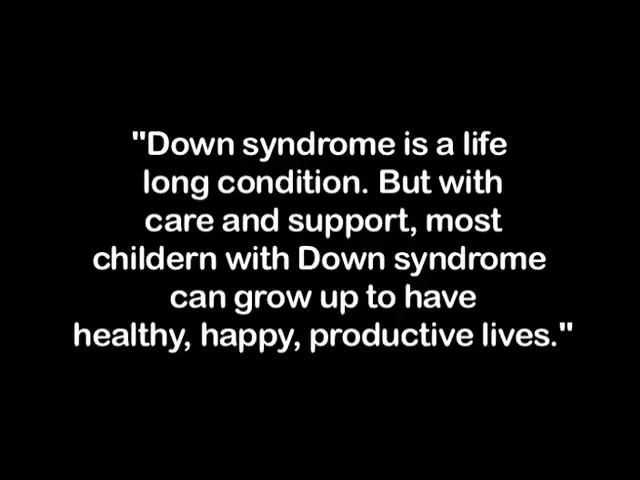 "Down syndrome is a life
long condition. But with
care and support, most
childern with Down syndrome
can grow up to have
healthy, happy, productive lives."